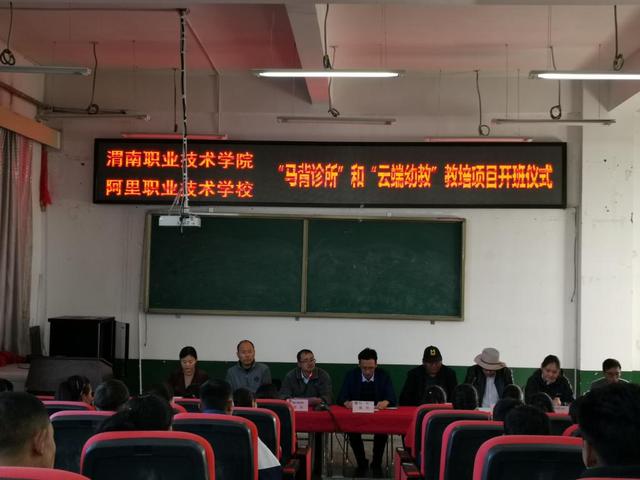 渭南职业技术学院
阿里职业技术学校
“马背诊所”和“云端幼教”教培项目开班仪式